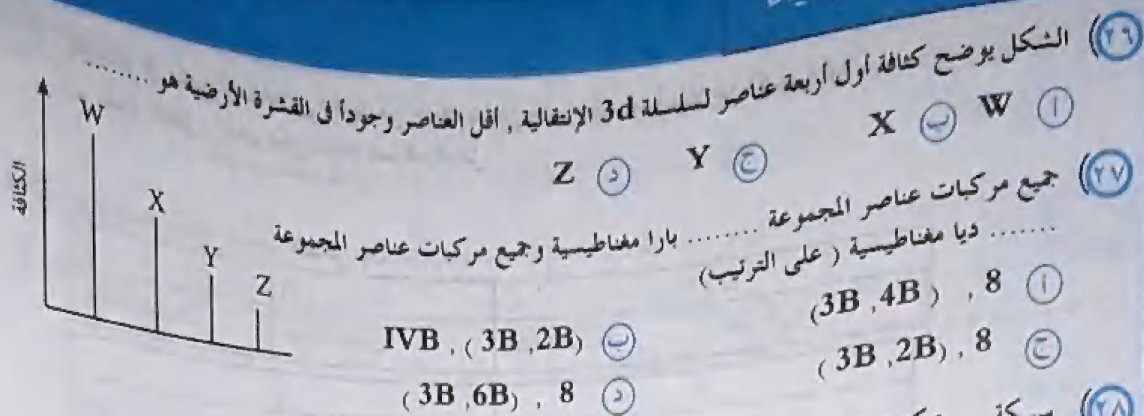 ٢٦) الشكل يوضح كثافة أول أربعة عناصر لسلسلة 3d الإنتقالية , أقل العناصر وجوداً في القشرة الأرضية هو ........
أ W ب X
ج Y د Z
الكثافة
W
X
Y
Z
٢٧) جميع مركبات عناصر المجموعة ........ بارا مغناطيسية وجميع مركبات عناصر المجموعة
....... ديا مغناطيسية ( على الترتيب)
أ 8 , ( 3B ,4B)
ب IVB , ( 3B ,2B)
ج 8 , ( 3B ,2B)
د 8 , ( 3B ,6B)
٢٨)